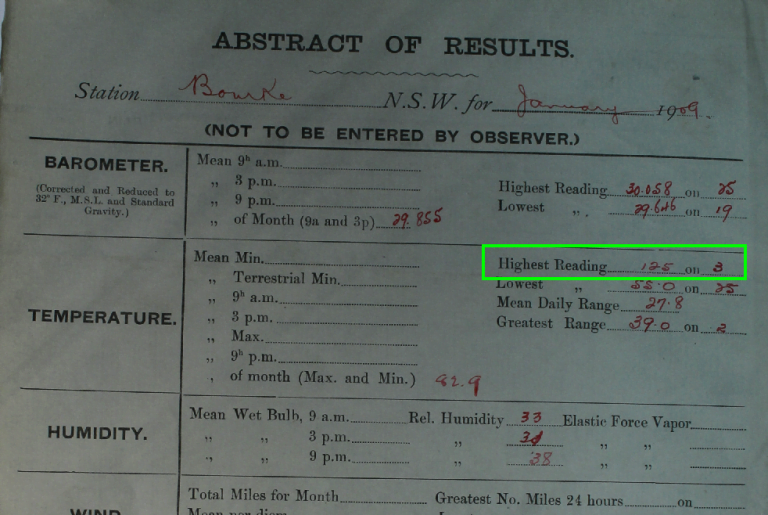 ABSTRACT OF RESULTS.
Station Bourke N.S.W. for January 1909.
(NOT TO BE ENTERED BY OBSERVER.)
BAROMETER.
(Corrected and Reduced to
32° F., M.S.L. and Standard
Gravity.)
Mean 9h a.m.
„ 3 p.m.
„ 9 p.m.
„ of Month (9a and 3p) 29.855
Highest Reading 30.058 on 25
Lowest „ 29.646 on 19
TEMPERATURE.
Mean Min.
„ Terrestrial Min.
„ 9h a.m.
„ 3 p.m.
„ Max.
„ 9h p.m.
„ of month (Max. and Min.) 82.9
Highest Reading 125 on 3
Lowest „ 55.0 on 25
Mean Daily Range 27.8
Greatest Range 39.0 on 2
HUMIDITY.
Mean Wet Bulb, 9 a.m. Rel. Humidity 33 Elastic Force Vapor
„ „ 3 p.m. „ „ „
„ „ 9 p.m. „ 38 „ „
WIND
Total Miles for Month Greatest No. Miles 24 hours on
Mean per diem